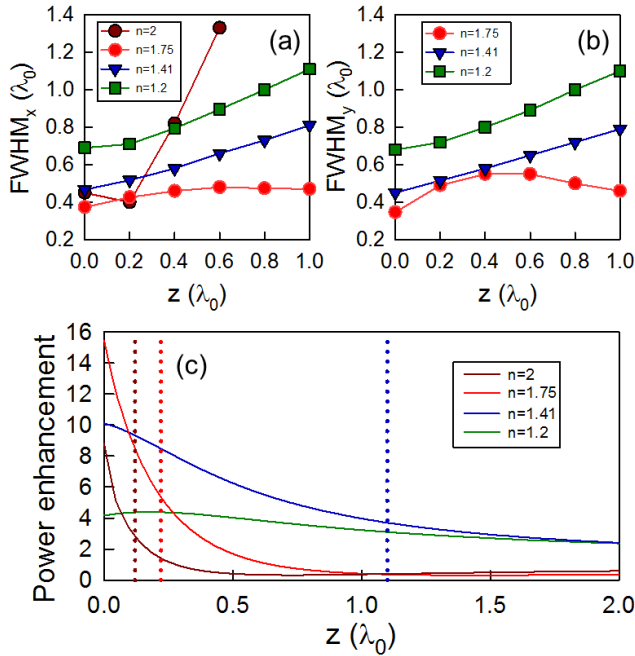 FWHMx (λ0)
1.4
1.2
1.0
0.8
0.6
0.4
0.2
(a)
n=2
n=1.75
n=1.41
n=1.2
0.0 0.2 0.4 0.6 0.8 1.0
z (λ0)
FWHMy (λ0)
1.4
1.2
1.0
0.8
0.6
0.4
0.2
(b)
n=1.75
n=1.41
n=1.2
0.0 0.2 0.4 0.6 0.8 1.0
z (λ0)
Power enhancement
16
14
12
10
8
6
4
2
0
(c)
n=2
n=1.75
n=1.41
n=1.2
0.0 0.5 1.0 1.5 2.0
z (λ0)